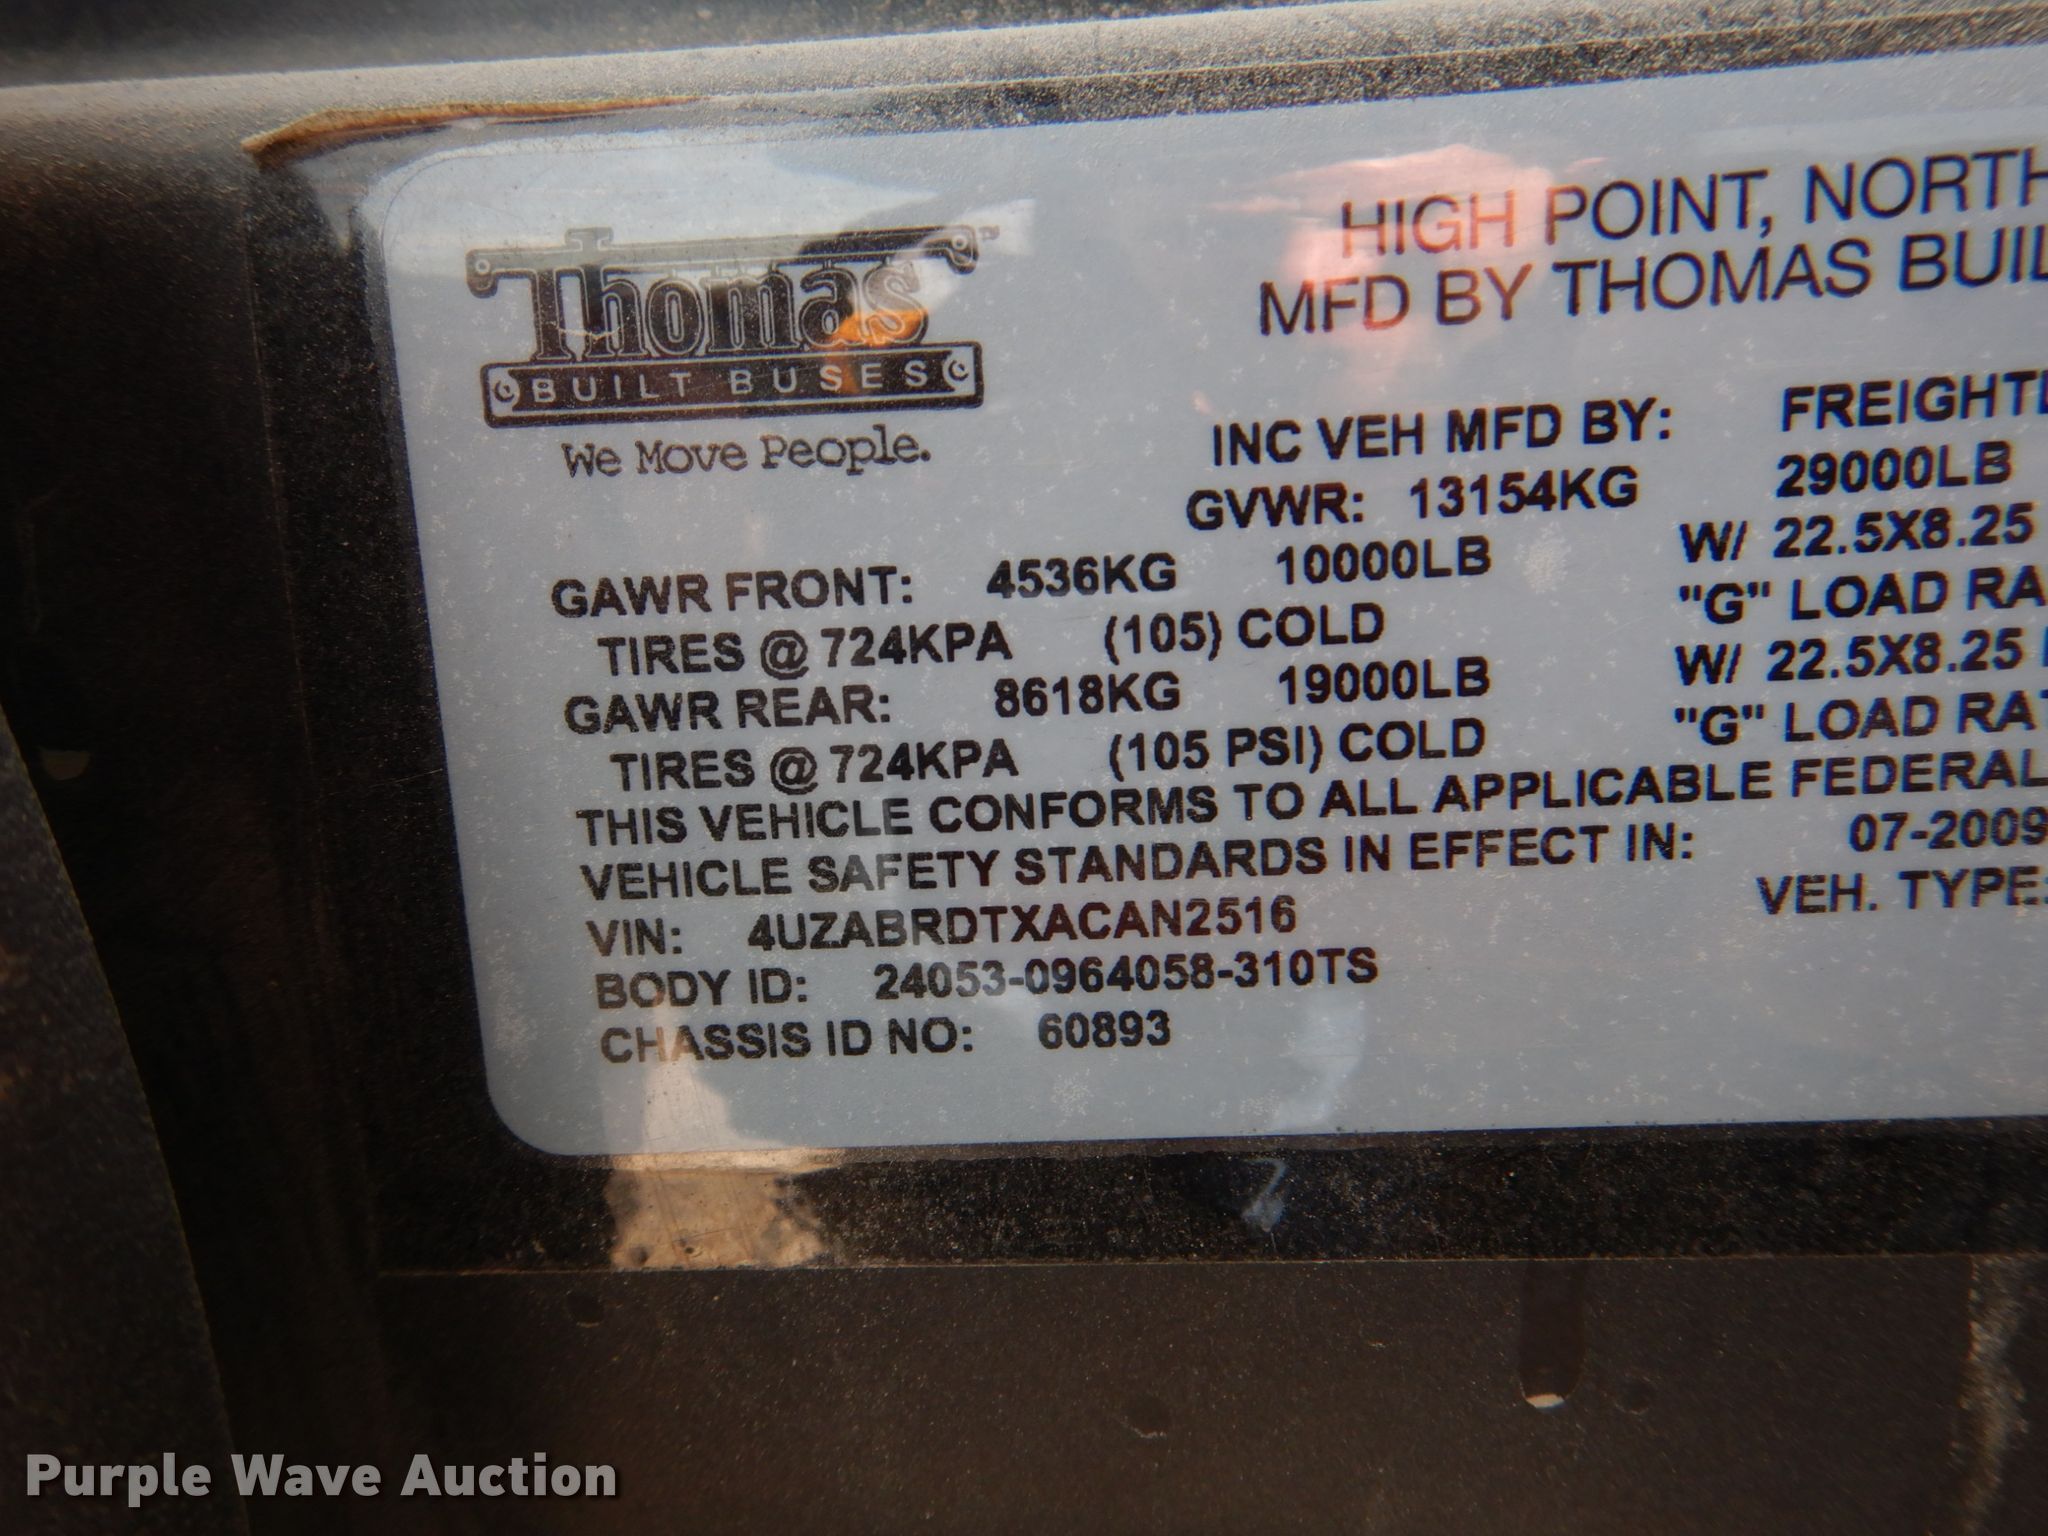 Thomas™
BUILT BUSES
We Move People.
HIGH POINT, NORTH
MFD BY THOMAS BUIL
INC VEH MFD BY: FREIGHTL
GVWR: 13154KG 29000LB
GAWR FRONT: 4536KG 10000LB W/ 22.5X8.25
TIRES @ 724KPA (105) COLD "G" LOAD RA
GAWR REAR: 8618KG 19000LB W/ 22.5X8.25
TIRES @ 724KPA (105 PSI) COLD "G" LOAD RAT
THIS VEHICLE CONFORMS TO ALL APPLICABLE FEDERAL
VEHICLE SAFETY STANDARDS IN EFFECT IN: 07-2009
VIN: 4UZABRDTXACAN2516 VEH. TYPE:
BODY ID: 24053-0964058-310TS
CHASSIS ID NO: 60893
Purple Wave Auction